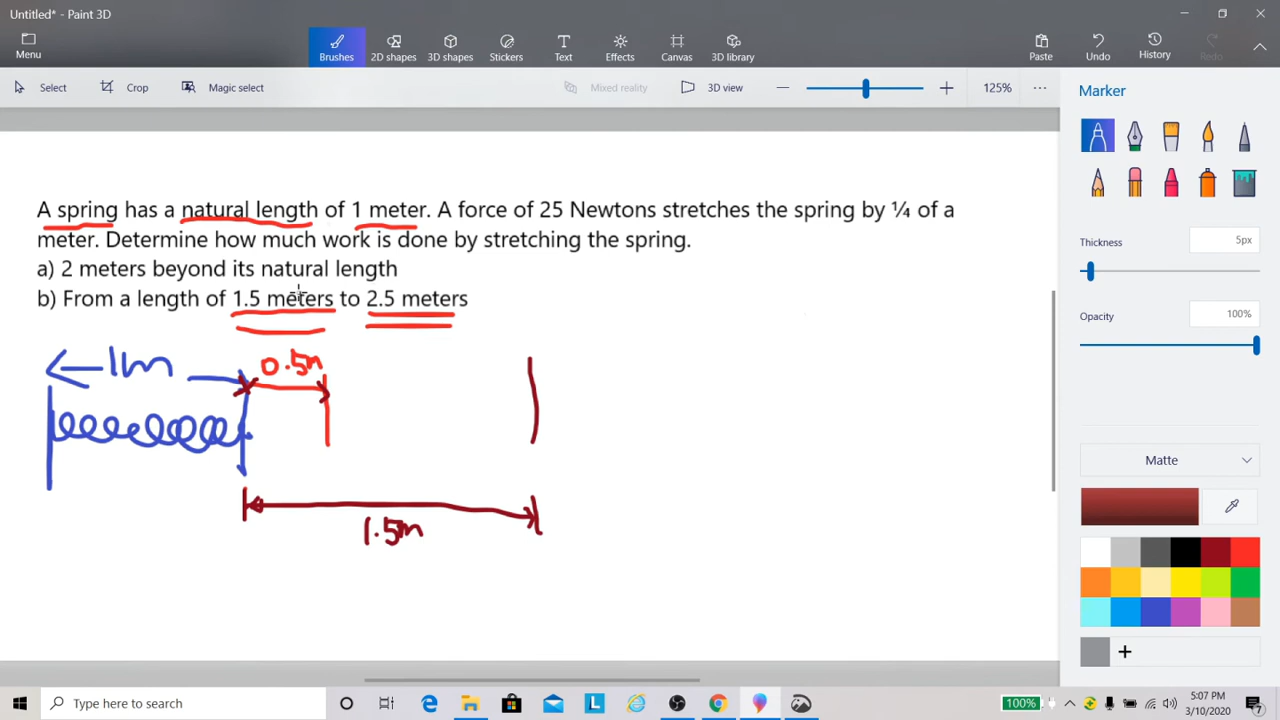 Untitled* - Paint 3D
Menu
Brushes
2D shapes
3D shapes
Stickers
Text
Effects
Canvas
3D library
Paste
Undo
History
Redo
Select
Crop
Magic select
Mixed reality
3D view
125%
Marker
Thickness
5px
Opacity
100%
Matte
A spring has a natural length of 1 meter. A force of 25 Newtons stretches the spring by ¼ of a
meter. Determine how much work is done by stretching the spring.
a) 2 meters beyond its natural length
b) From a length of 1.5 meters to 2.5 meters
1m
0.5m
1.5m
Type here to search
100%
5:07 PM
3/10/2020
7